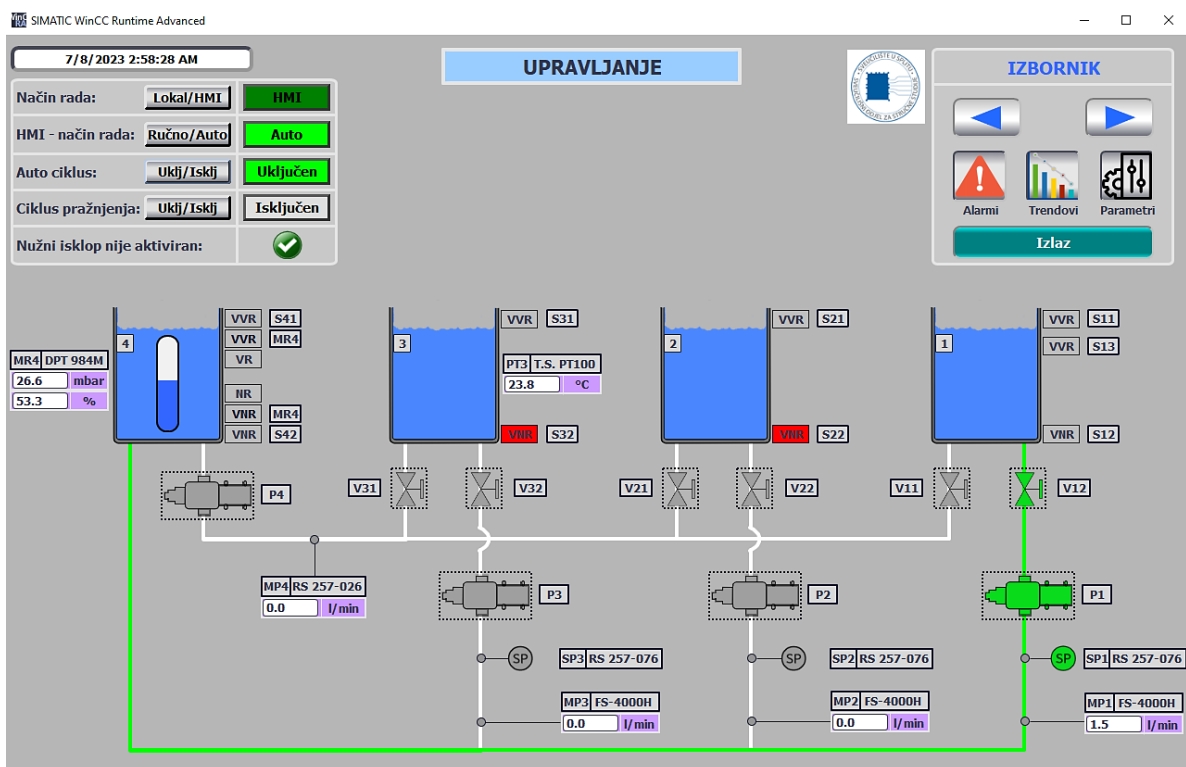 SIMATIC WinCC Runtime Advanced
7/8/2023 2:58:28 AM
UPRAVLJANJE
IZBORNIK
Način rada: Lokal/HMI HMI
HMI - način rada: Ručno/Auto Auto
Auto ciklus: Uklj/Isklj Uključen
Ciklus pražnjenja: Uklj/Isklj Isključen
Nužni isklop nije aktiviran:
Alarmi Trendovi Parametri
Izlaz
VVR S41
VVR MR4
VR
NR
VNR MR4
VNR S42
4
MR4 DPT 984M
26.6 mbar
53.3 %
VVR S31
3
PT3 T.S. PT100
23.8 °C
VNR S32
VVR S21
2
VNR S22
VVR S11
VVR S13
1
VNR S12
P4
V31 V32 V21 V22 V11 V12
MP4 RS 257-026
0.0 l/min
P3 P2 P1
SP SP3 RS 257-076
MP3 FS-4000H
0.0 l/min
SP SP2 RS 257-076
MP2 FS-4000H
0.0 l/min
SP SP1 RS 257-076
MP1 FS-4000H
1.5 l/min